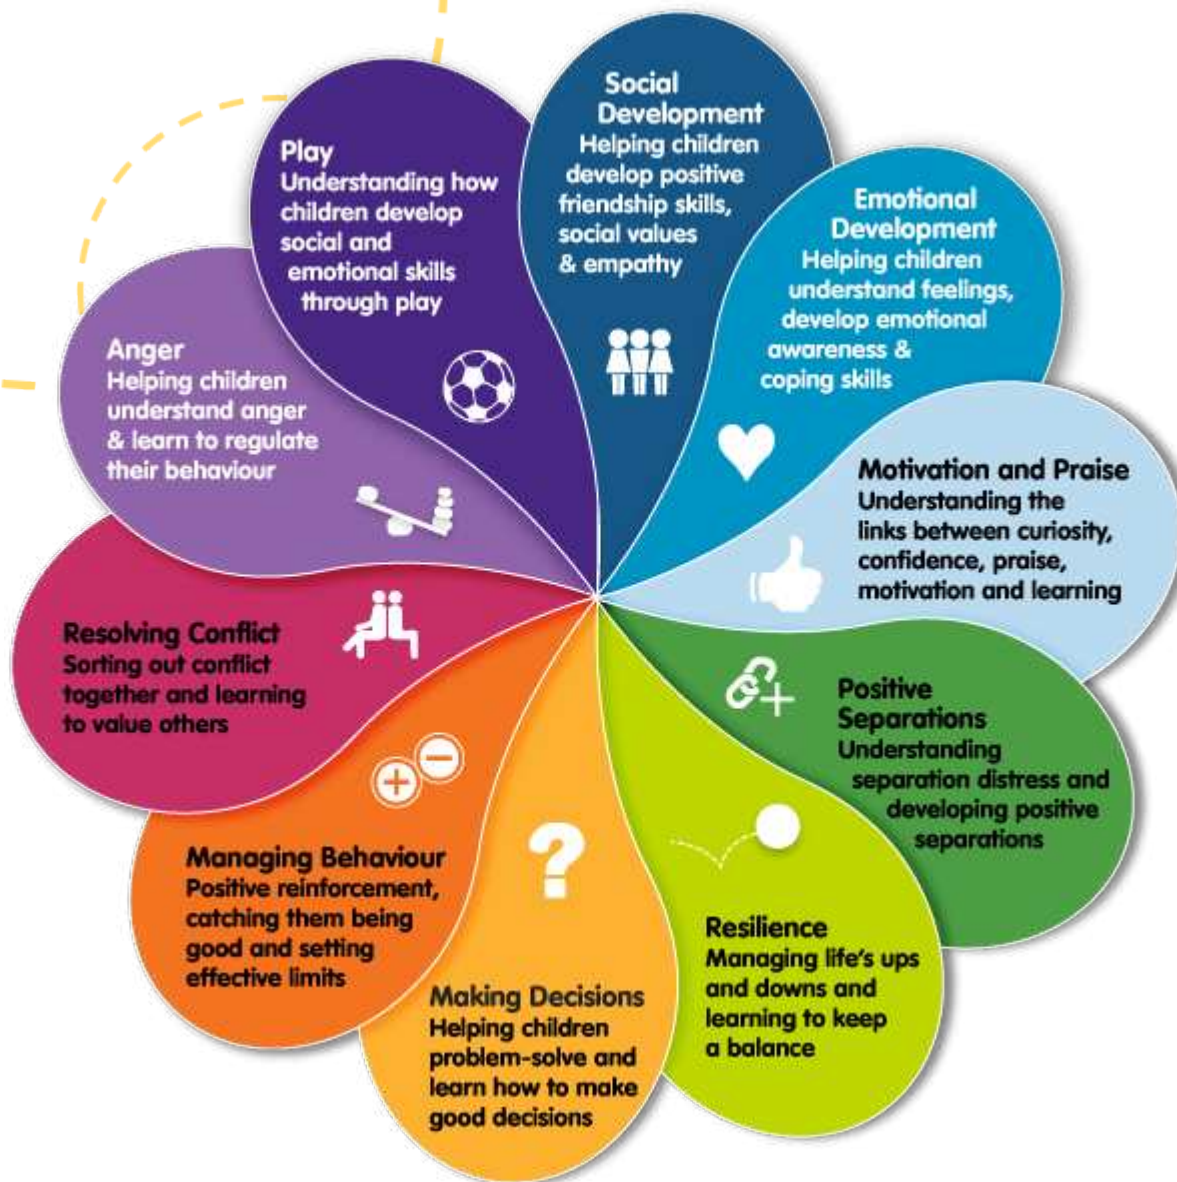 Social
Development
Helping children
develop positive
friendship skills,
social values
& empathy
Emotional
Development
Helping children
understand feelings,
develop emotional
awareness &
coping skills
Motivation and Praise
Understanding the
links between curiosity,
confidence, praise,
motivation and learning
Positive
Separations
Understanding
separation distress and
developing positive
separations
Resilience
Managing life's ups
and downs and
learning to keep
a balance
Making Decisions
Helping children
problem-solve and
learn how to make
good decisions
Managing Behaviour
Positive reinforcement,
catching them being
good and setting
effective limits
Resolving Conflict
Sorting out conflict
together and learning
to value others
Anger
Helping children
understand anger
& learn to regulate
their behaviour
Play
Understanding how
children develop
social and
emotional skills
through play